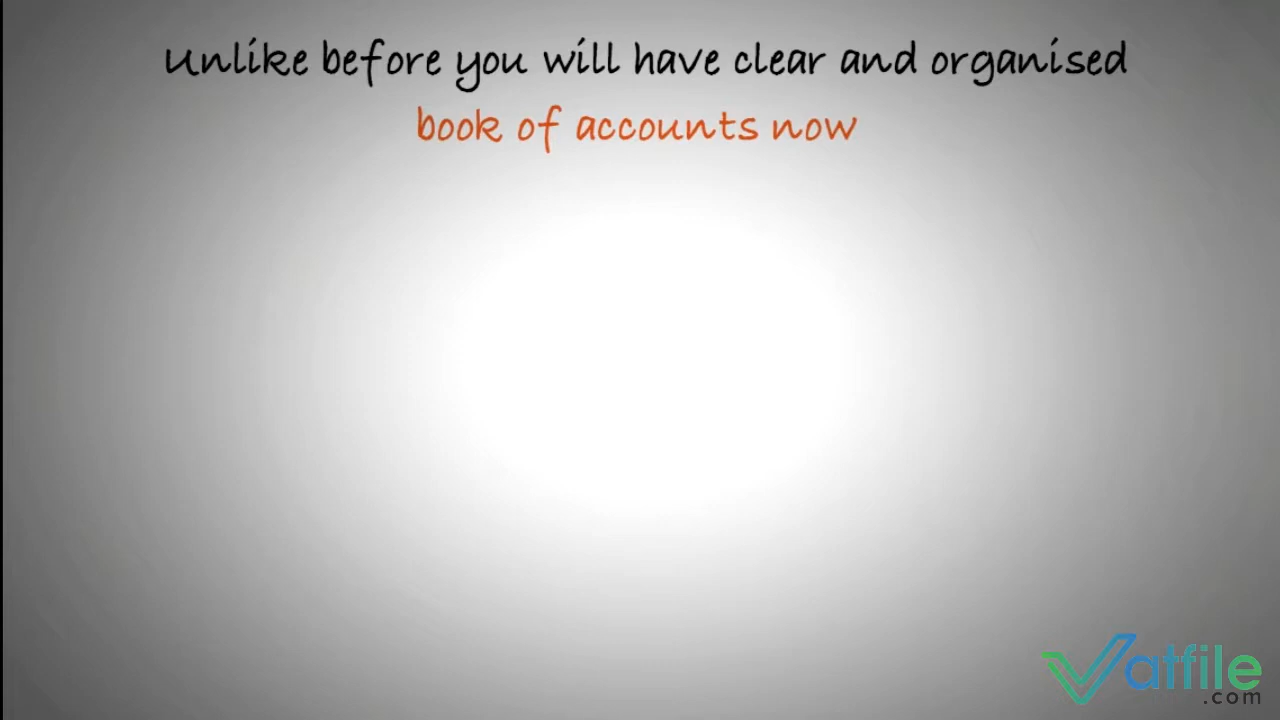 Unlike before you will have clear and organised
book of accounts now
Vatfile
.com